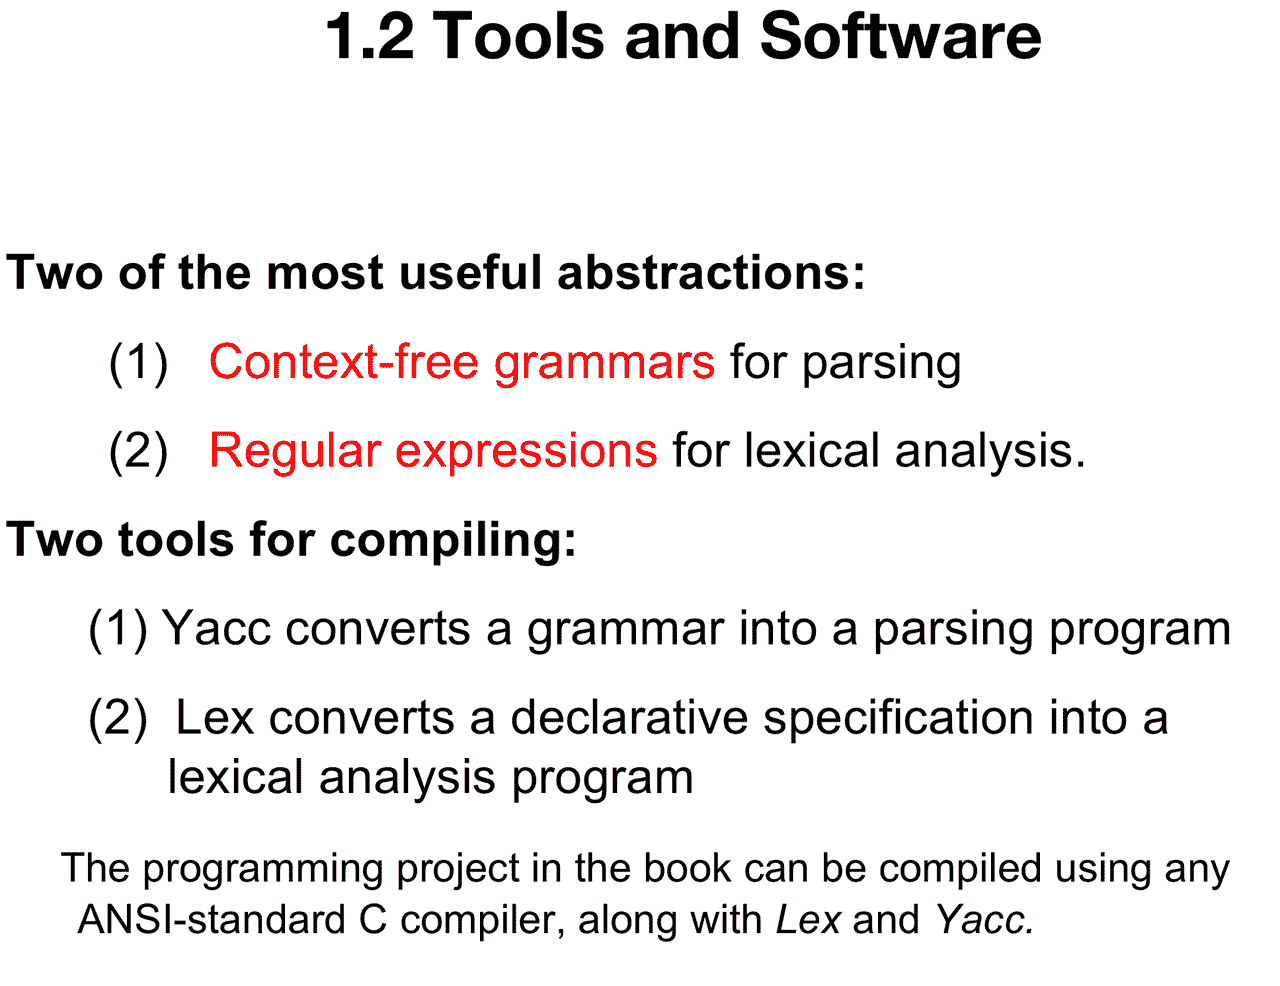 1.2 Tools and Software
Two of the most useful abstractions:
(1) Context-free grammars for parsing
(2) Regular expressions for lexical analysis.
Two tools for compiling:
(1) Yacc converts a grammar into a parsing program
(2) Lex converts a declarative specification into a
lexical analysis program
The programming project in the book can be compiled using any
ANSI-standard C compiler, along with Lex and Yacc.